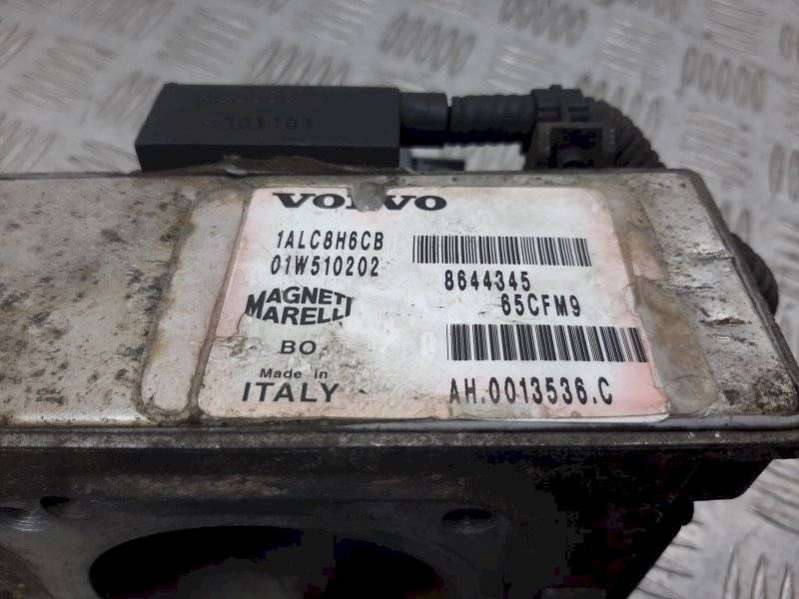 VOLVO
1ALC8H6CB
01W510202
8644345
65CFM9
MAGNETI
MARELLI
BO
Made in
ITALY
AH.0013536.C